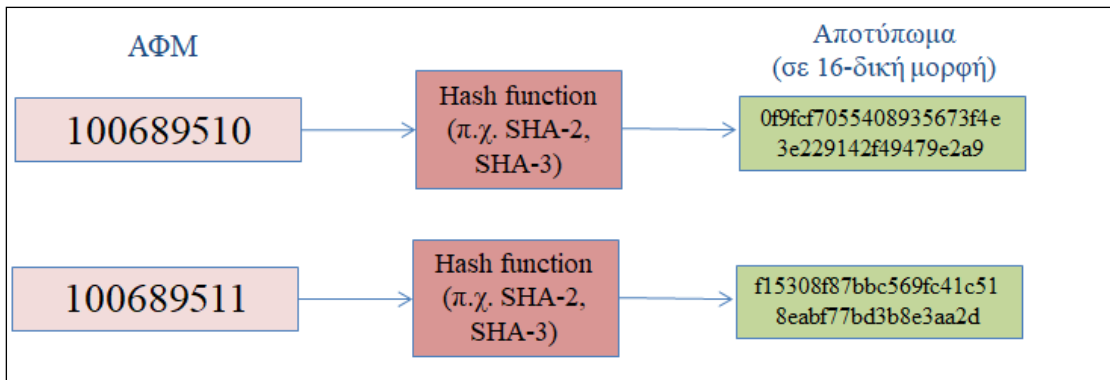 ΑΦΜ
Αποτύπωμα
(σε 16-δική μορφή)
100689510
Hash function
(π.χ. SHA-2,
SHA-3)
0f9fcf7055408935673f4e
3e229142f49479e2a9
100689511
Hash function
(π.χ. SHA-2,
SHA-3)
f15308f87bbc569fc41c51
8eabf77bd3b8e3aa2d